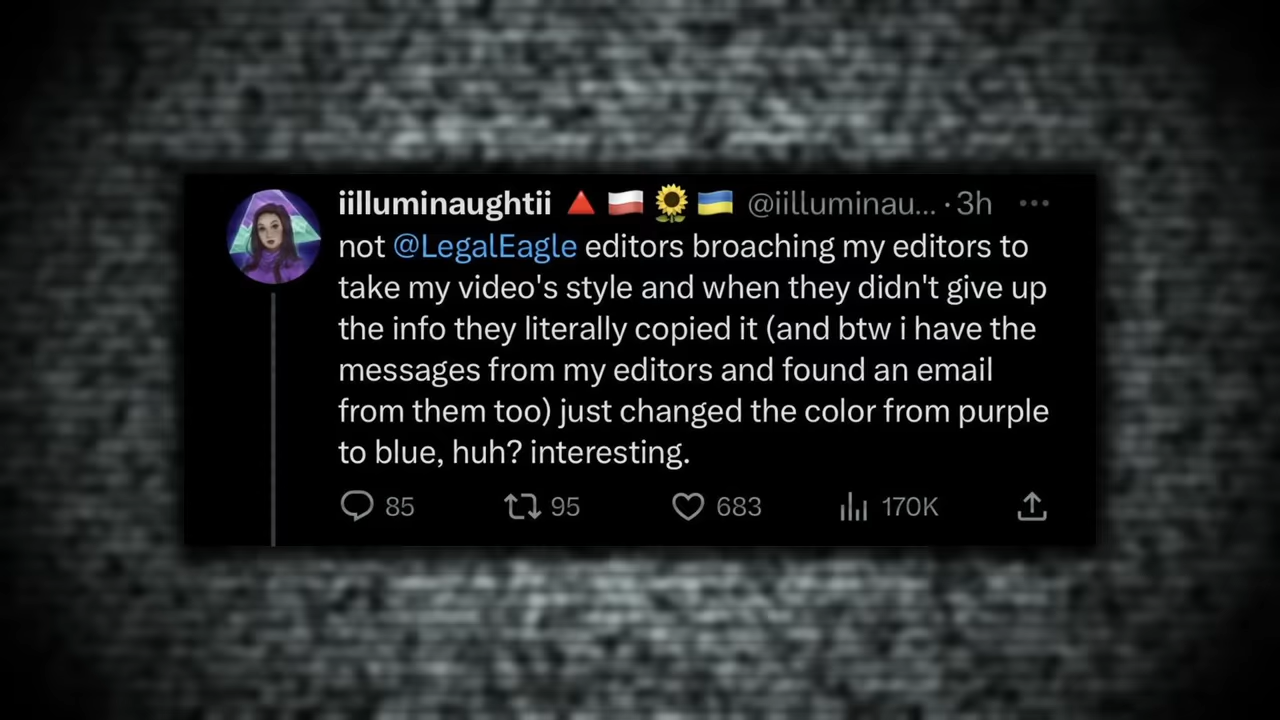 iilluminaughtii 🔺 🇵🇱 🌻 🇺🇦 @iilluminau... · 3h
not @LegalEagle editors broaching my editors to
take my video's style and when they didn't give up
the info they literally copied it (and btw i have the
messages from my editors and found an email
from them too) just changed the color from purple
to blue, huh? interesting.
85 95 683 170K